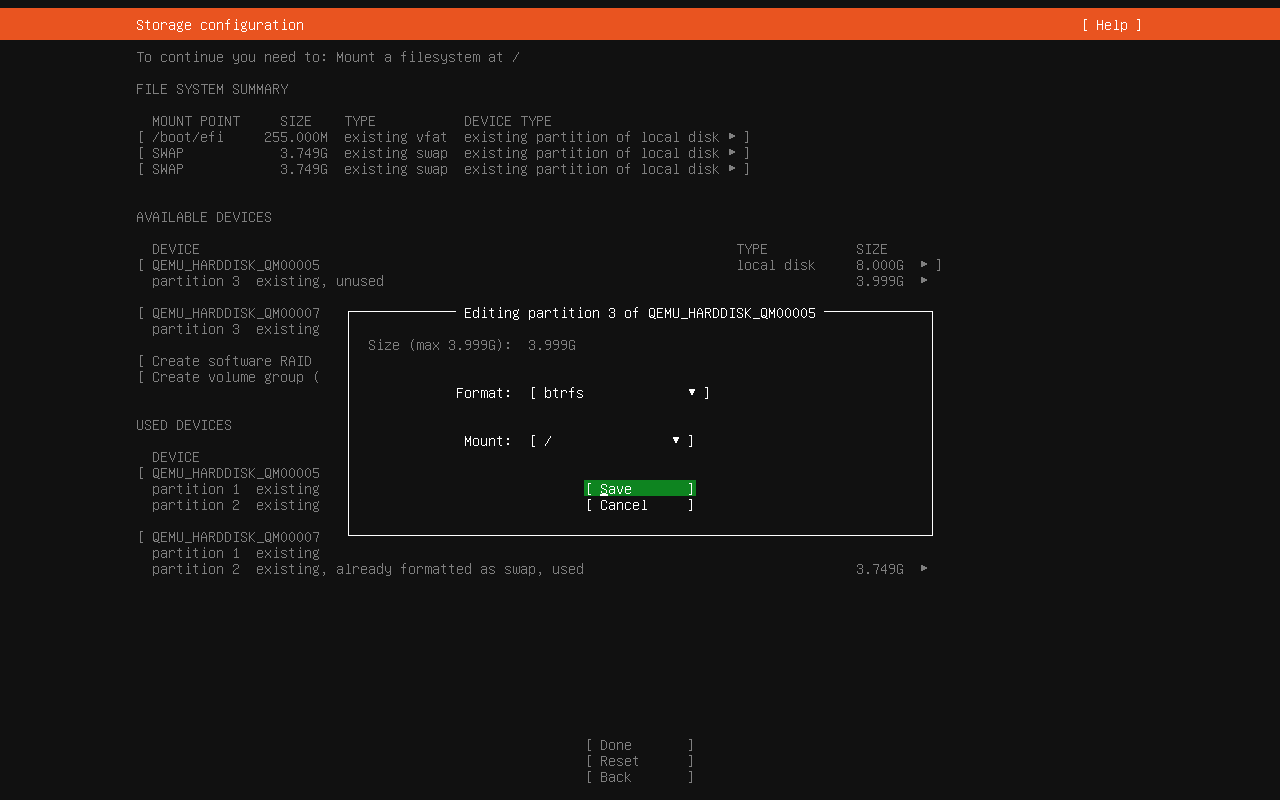 Storage configuration [ Help ]
To continue you need to: Mount a filesystem at /
FILE SYSTEM SUMMARY
MOUNT POINT SIZE TYPE DEVICE TYPE
[ /boot/efi 255.000M existing vfat existing partition of local disk ▸ ]
[ SWAP 3.749G existing swap existing partition of local disk ▸ ]
[ SWAP 3.749G existing swap existing partition of local disk ▸ ]
AVAILABLE DEVICES
DEVICE TYPE SIZE
[ QEMU_HARDDISK_QM00005 local disk 8.000G ▸ ]
partition 3 existing, unused 3.999G ▸
[ QEMU_HARDDISK_QM00007
partition 3 existing
[ Create software RAID
[ Create volume group (
Editing partition 3 of QEMU_HARDDISK_QM00005
Size (max 3.999G): 3.999G
Format: [ btrfs ▾ ]
Mount: [ / ▾ ]
[ Save ]
[ Cancel ]
USED DEVICES
DEVICE
[ QEMU_HARDDISK_QM00005
partition 1 existing
partition 2 existing
[ QEMU_HARDDISK_QM00007
partition 1 existing
partition 2 existing, already formatted as swap, used 3.749G ▸
[ Done ]
[ Reset ]
[ Back ]